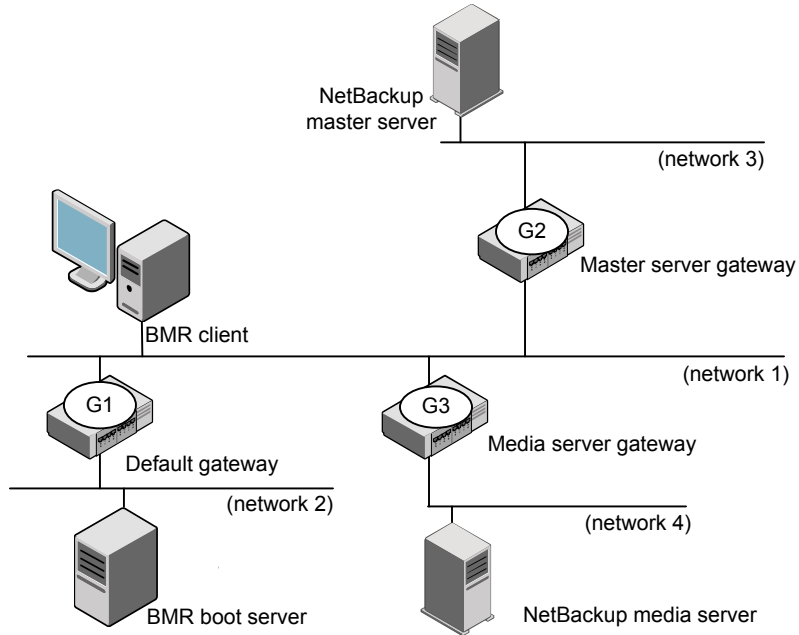 NetBackup
master server
(network 3)
G2
Master server gateway
BMR client
(network 1)
G1
G3
Default gateway
Media server gateway
(network 2)
(network 4)
BMR boot server
NetBackup media server